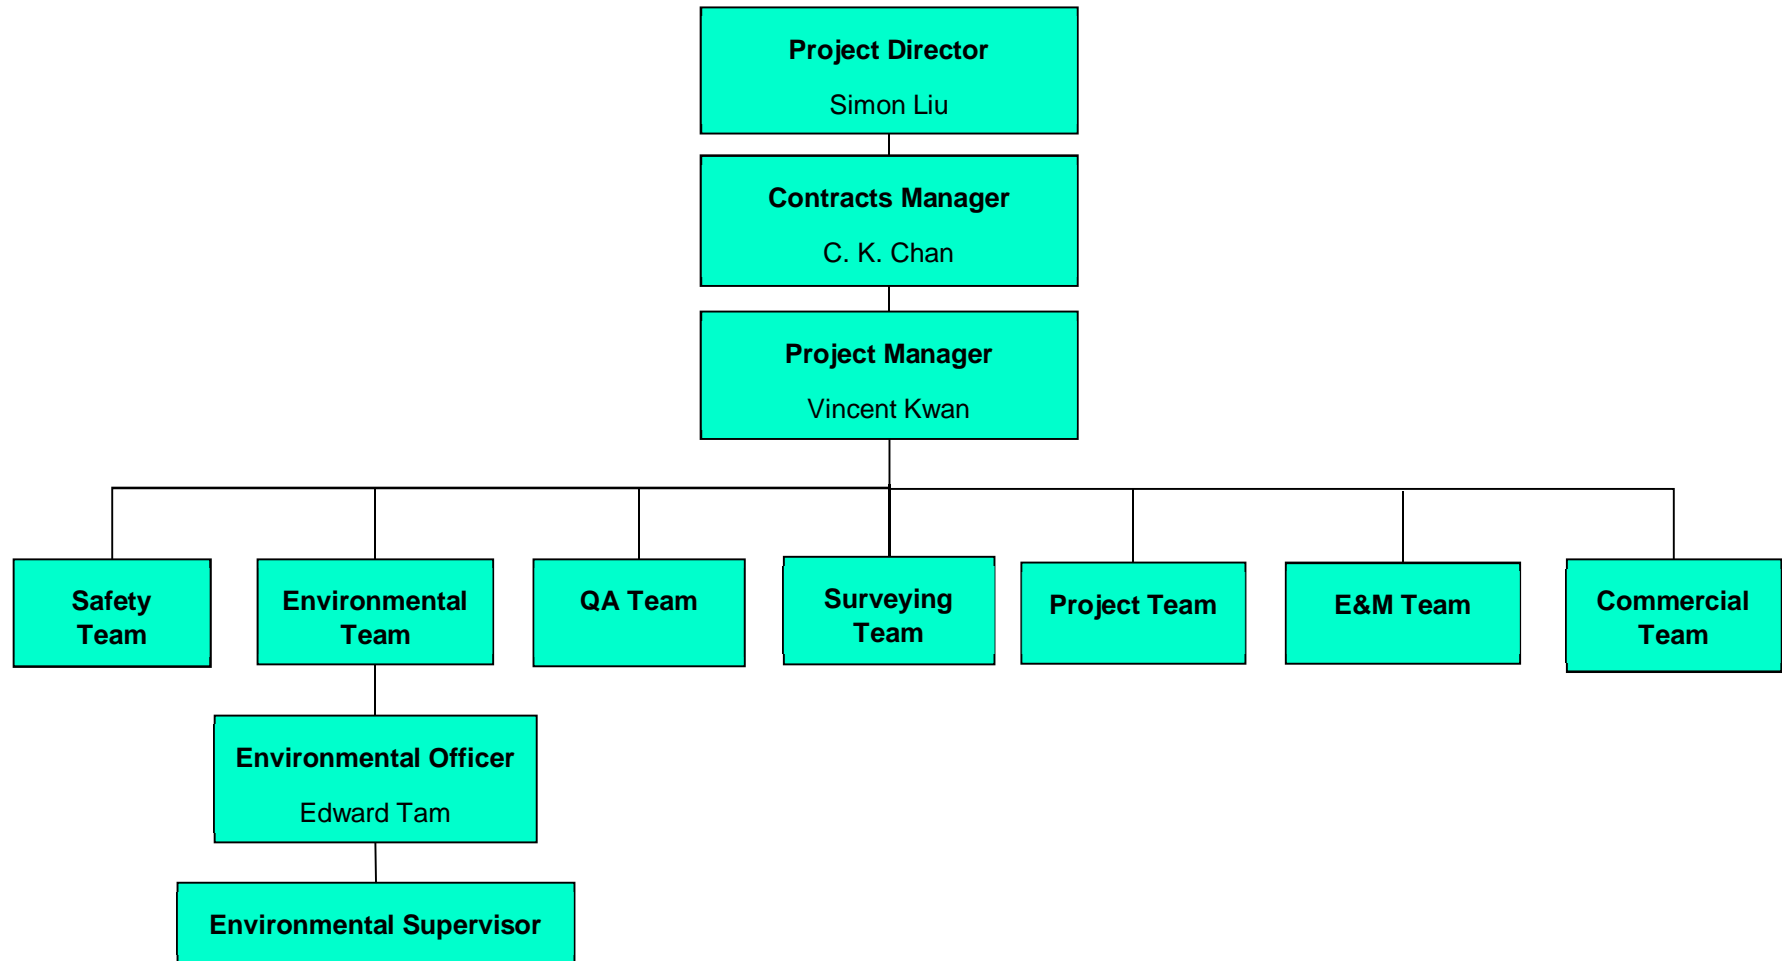 Project Director
Simon Liu
Contracts Manager
C. K. Chan
Project Manager
Vincent Kwan
Safety
Team
Environmental
Team
QA Team
Surveying
Team
Project Team
E&M Team
Commercial
Team
Environmental Officer
Edward Tam
Environmental Supervisor